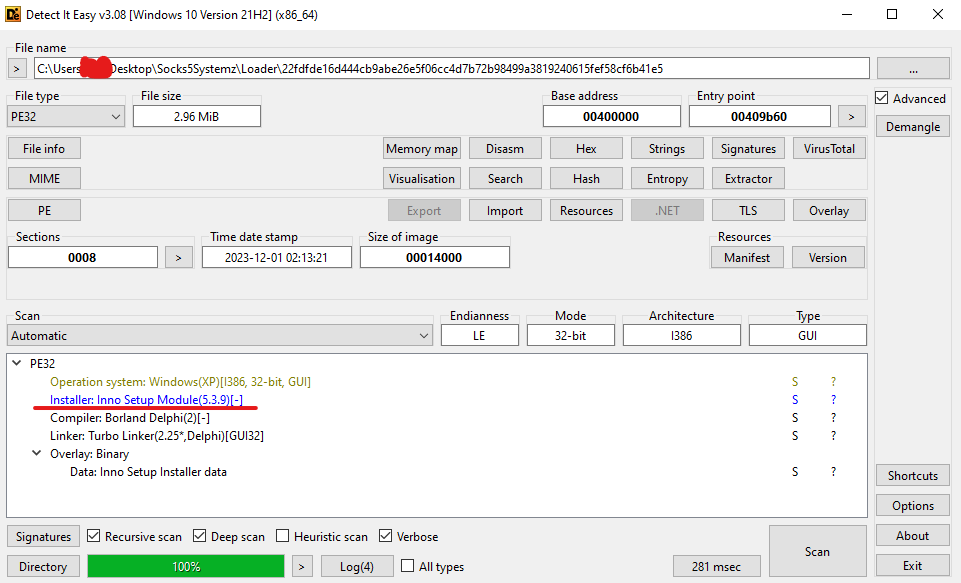 Detect It Easy v3.08 [Windows 10 Version 21H2] (x86_64)
File name
> C:\Users Desktop\Socks5Systemz\Loader\22fdfde16d444cb9abe26e5f06cc4d7b72b98499a3819240615fef58cf6b41e5 ...
File type File size Base address Entry point Advanced
PE32 2.96 MiB 00400000 00409b60 >
Demangle
File info Memory map Disasm Hex Strings Signatures VirusTotal
MIME Visualisation Search Hash Entropy Extractor
PE Export Import Resources .NET TLS Overlay
Sections Time date stamp Size of image Resources
0008 > 2023-12-01 02:13:21 00014000 Manifest Version
Scan Endianness Mode Architecture Type
Automatic LE 32-bit I386 GUI
PE32
Operation system: Windows(XP)[I386, 32-bit, GUI] S ?
Installer: Inno Setup Module(5.3.9)[-] S ?
Compiler: Borland Delphi(2)[-] S ?
Linker: Turbo Linker(2.25*,Delphi)[GUI32] S ?
Overlay: Binary
Data: Inno Setup Installer data S ?
Shortcuts
Options
Signatures Recursive scan Deep scan Heuristic scan Verbose Scan About
Directory 100% > Log(4) All types 281 msec Exit